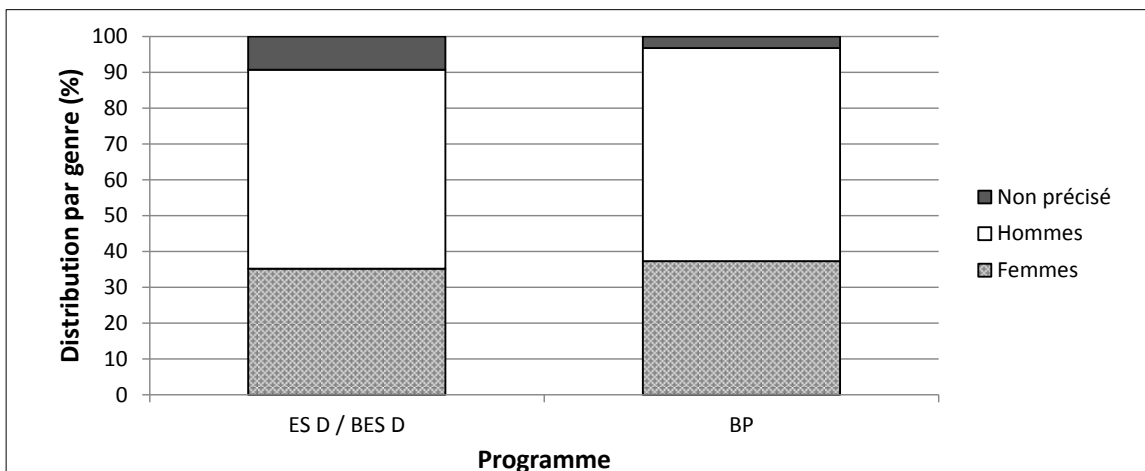 Distribution par genre (%)
100
90
80
70
60
50
40
30
20
10
0
ES D / BES D
BP
Programme
Non précisé
Hommes
Femmes